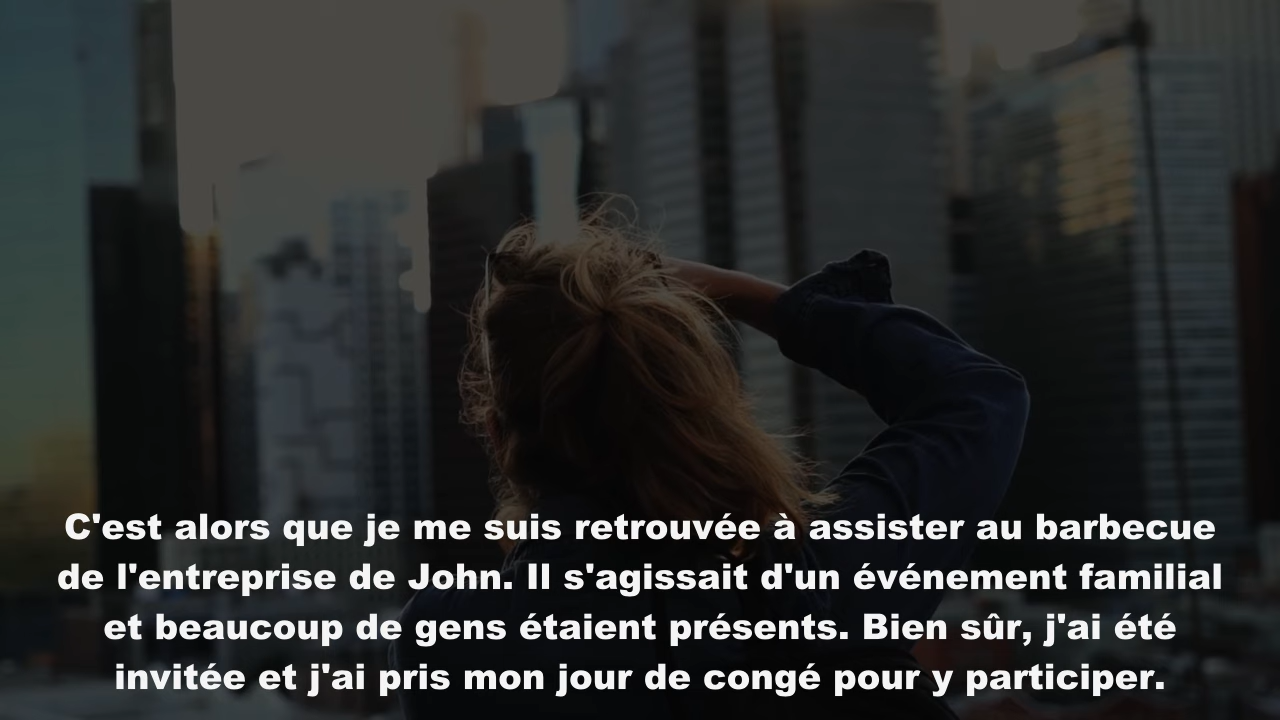 C'est alors que je me suis retrouvée à assister au barbecue
de l'entreprise de John. Il s'agissait d'un événement familial
et beaucoup de gens étaient présents. Bien sûr, j'ai été
invitée et j'ai pris mon jour de congé pour y participer.